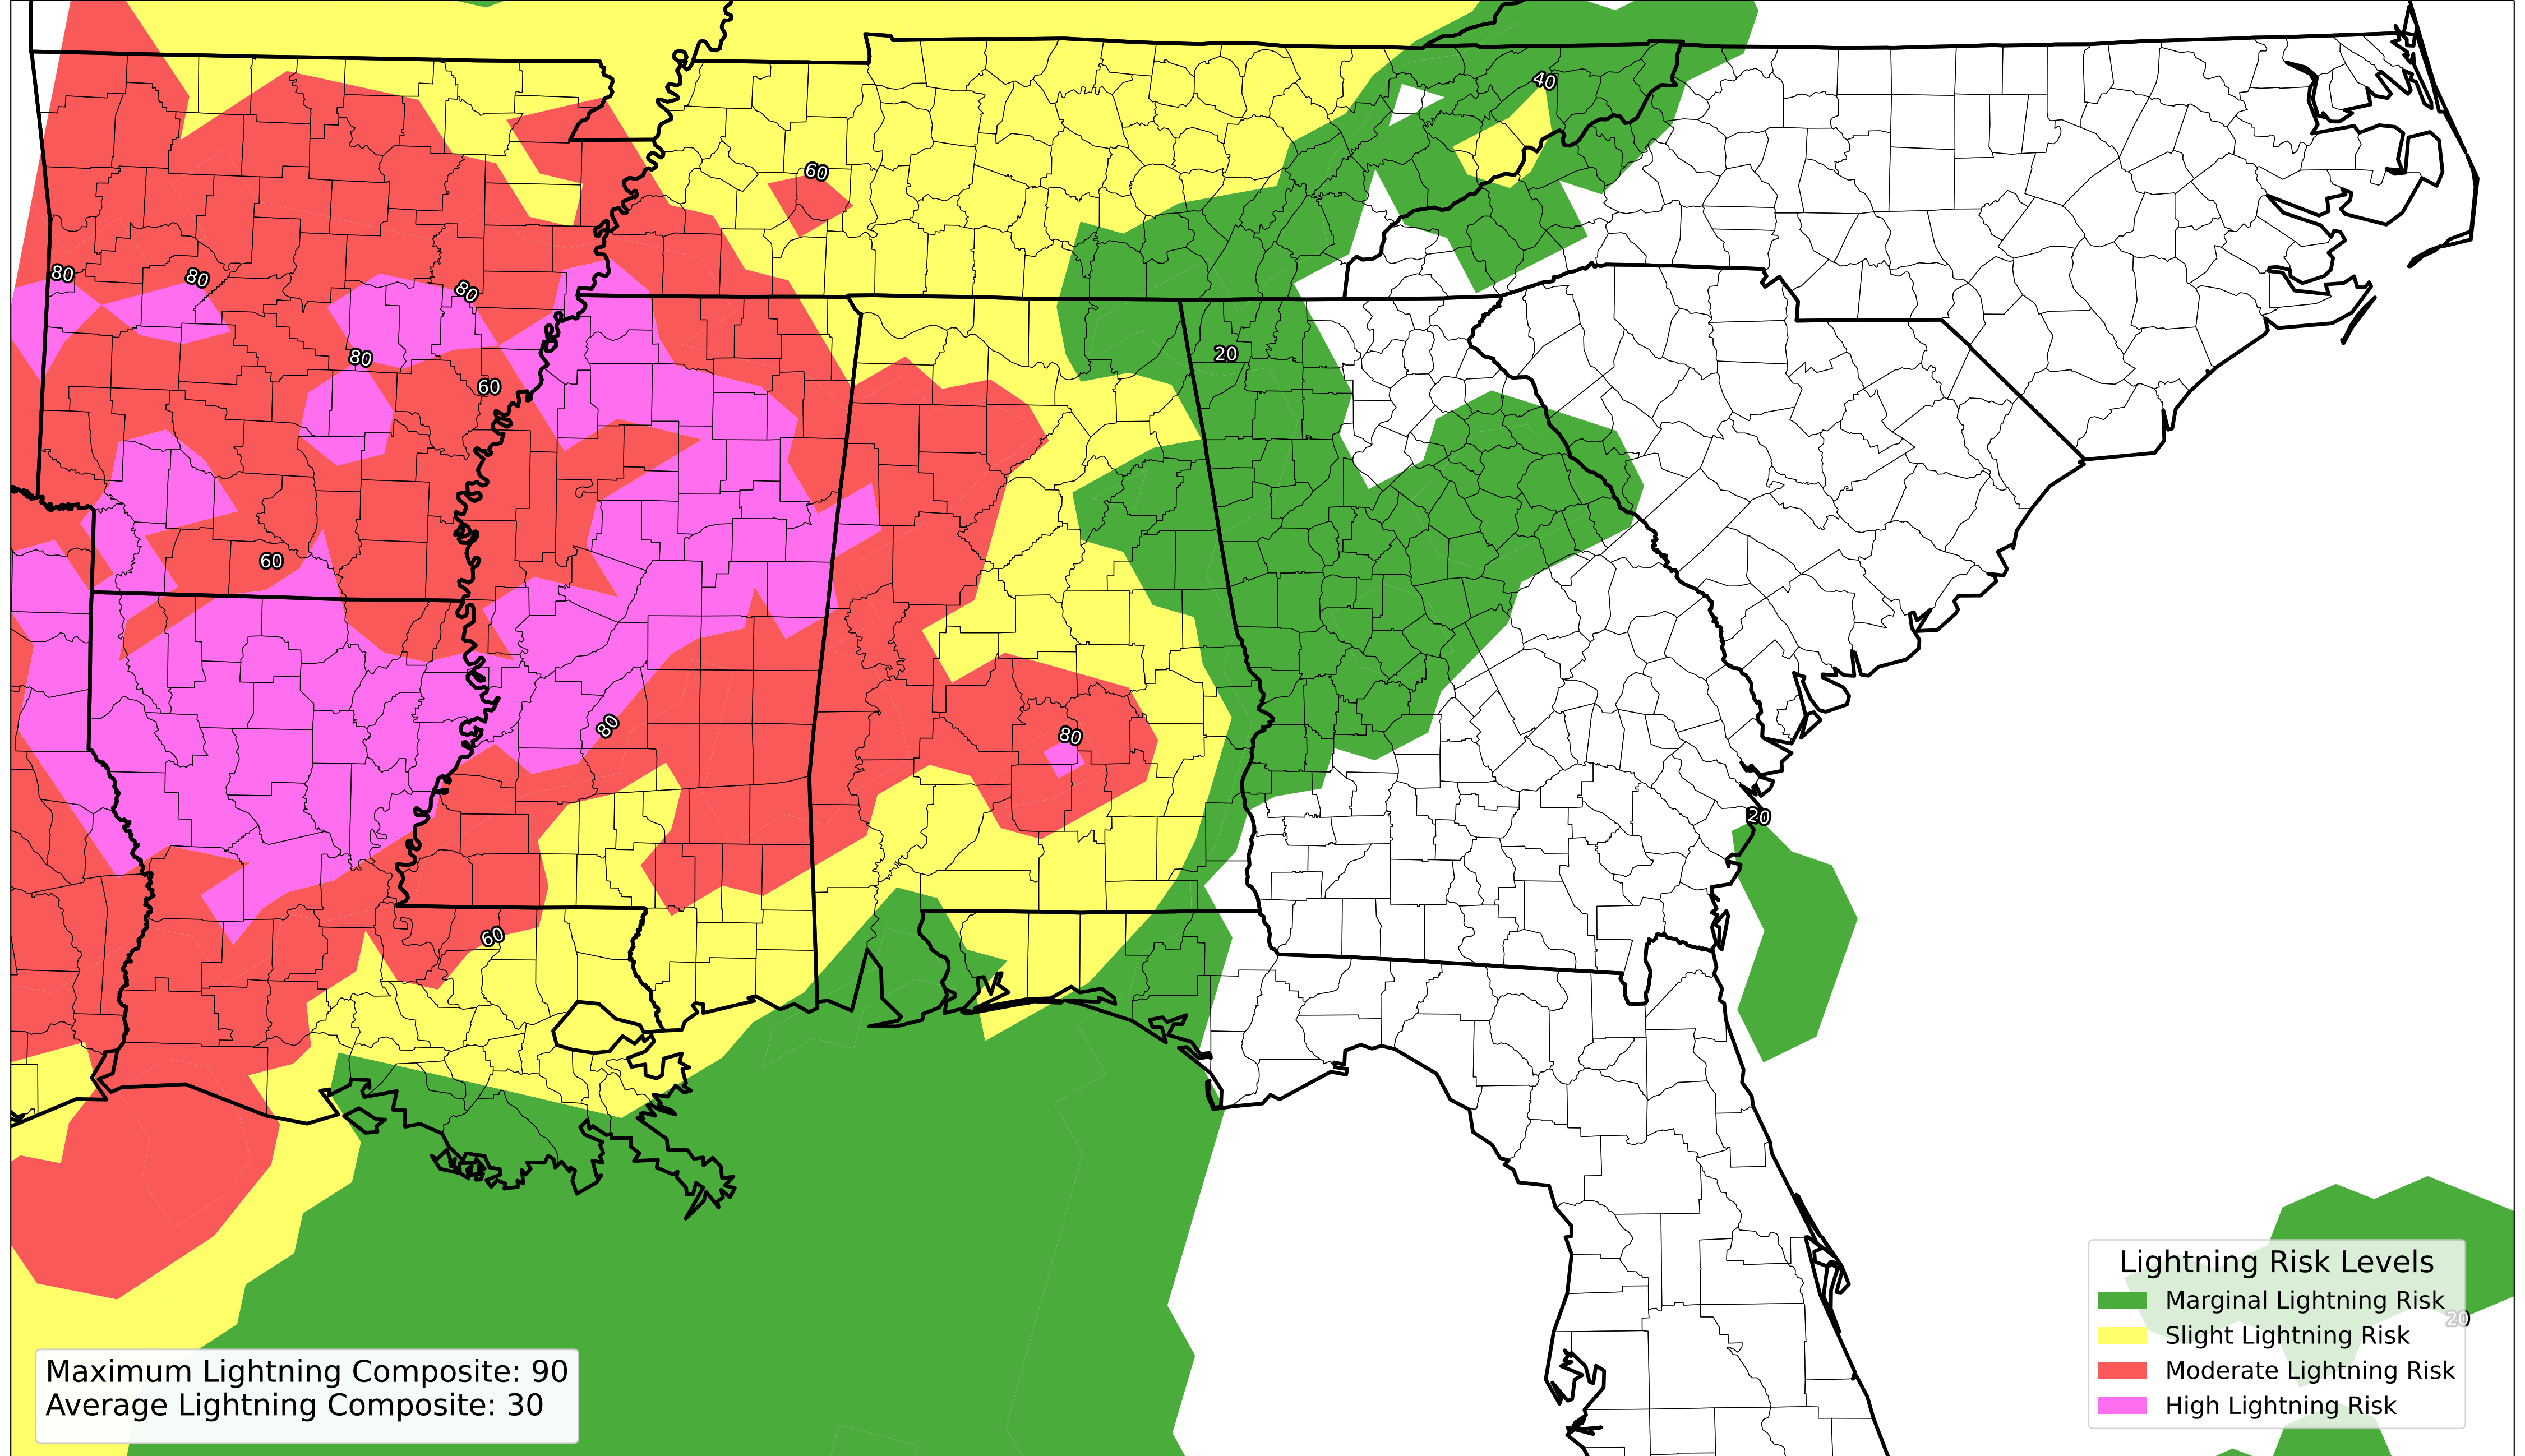 40
60
80
80
80
20
80
60
60
80
80
20
60
Lightning Risk Levels
Marginal Lightning Risk
20
Slight Lightning Risk
Moderate Lightning Risk
High Lightning Risk
Maximum Lightning Composite: 90
Average Lightning Composite: 30